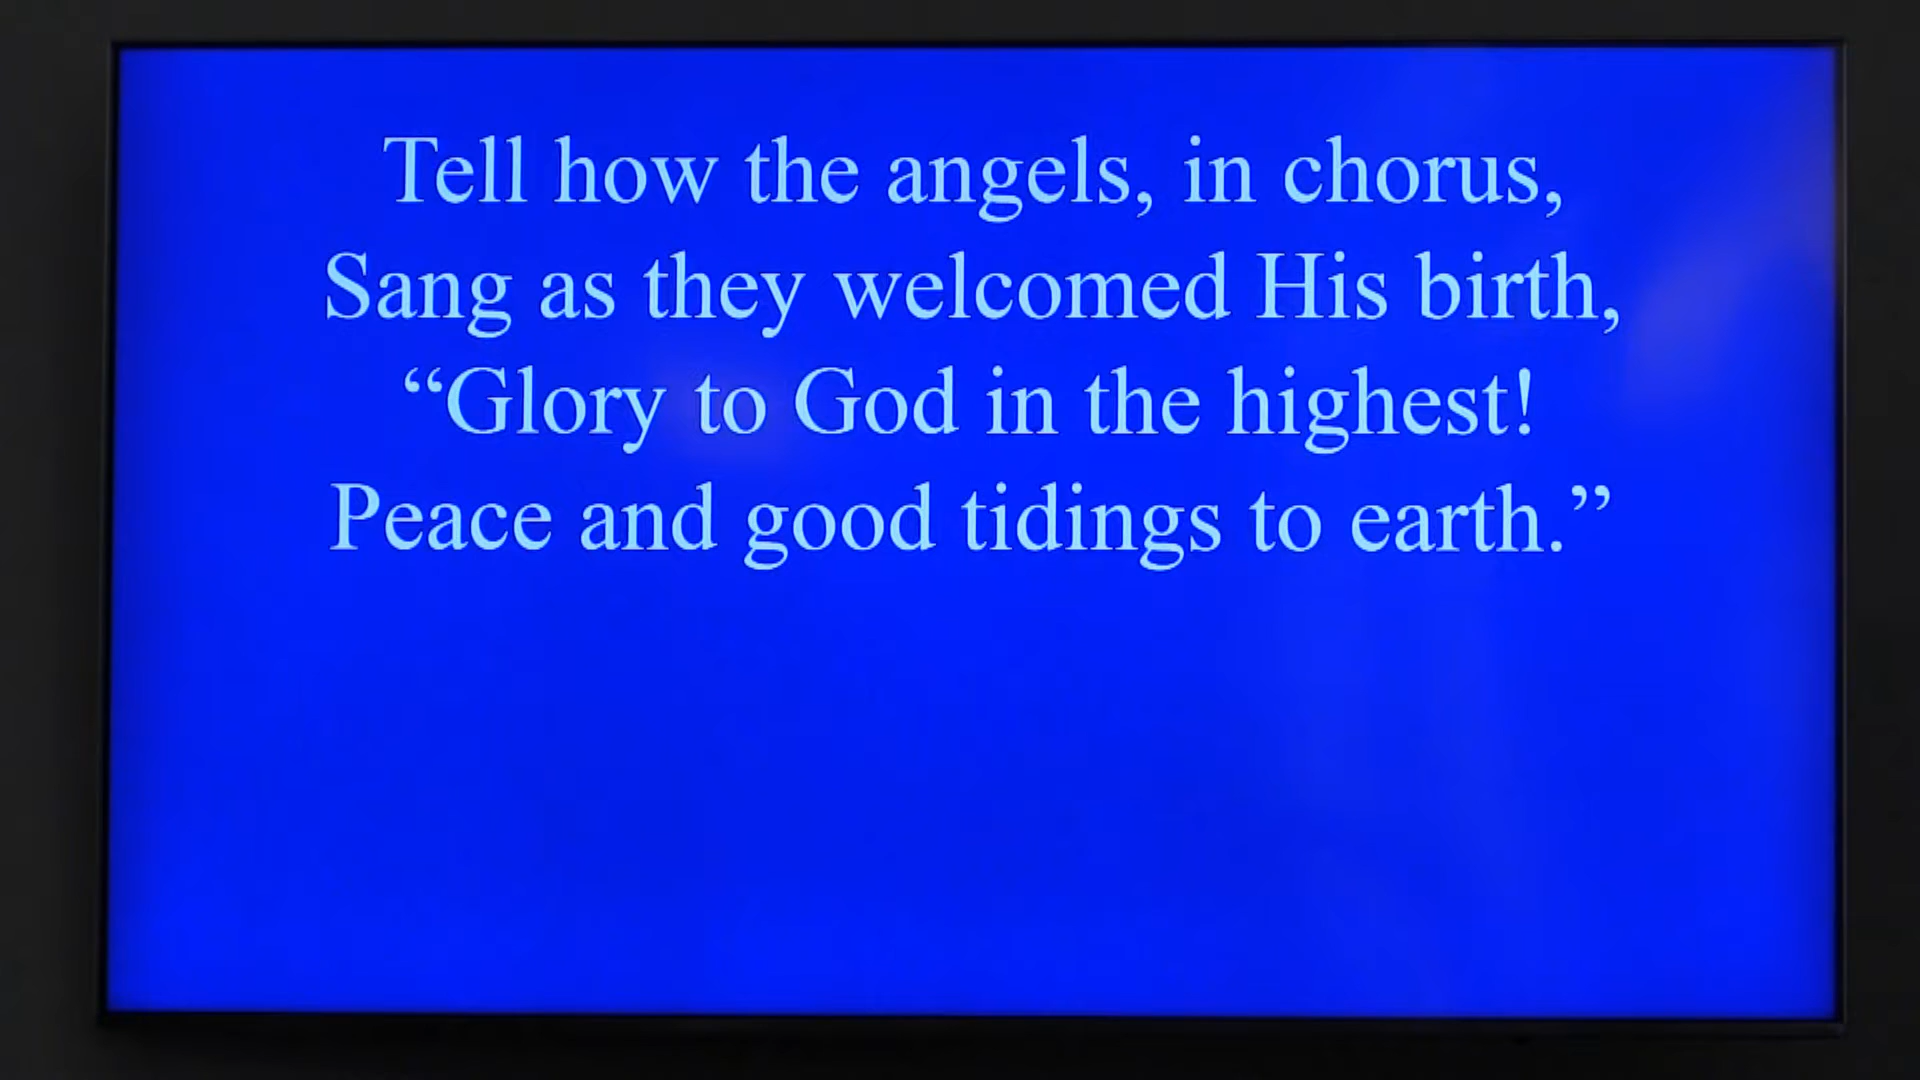 Tell how the angels, in chorus,
Sang as they welcomed His birth,
“Glory to God in the highest!
Peace and good tidings to earth.”